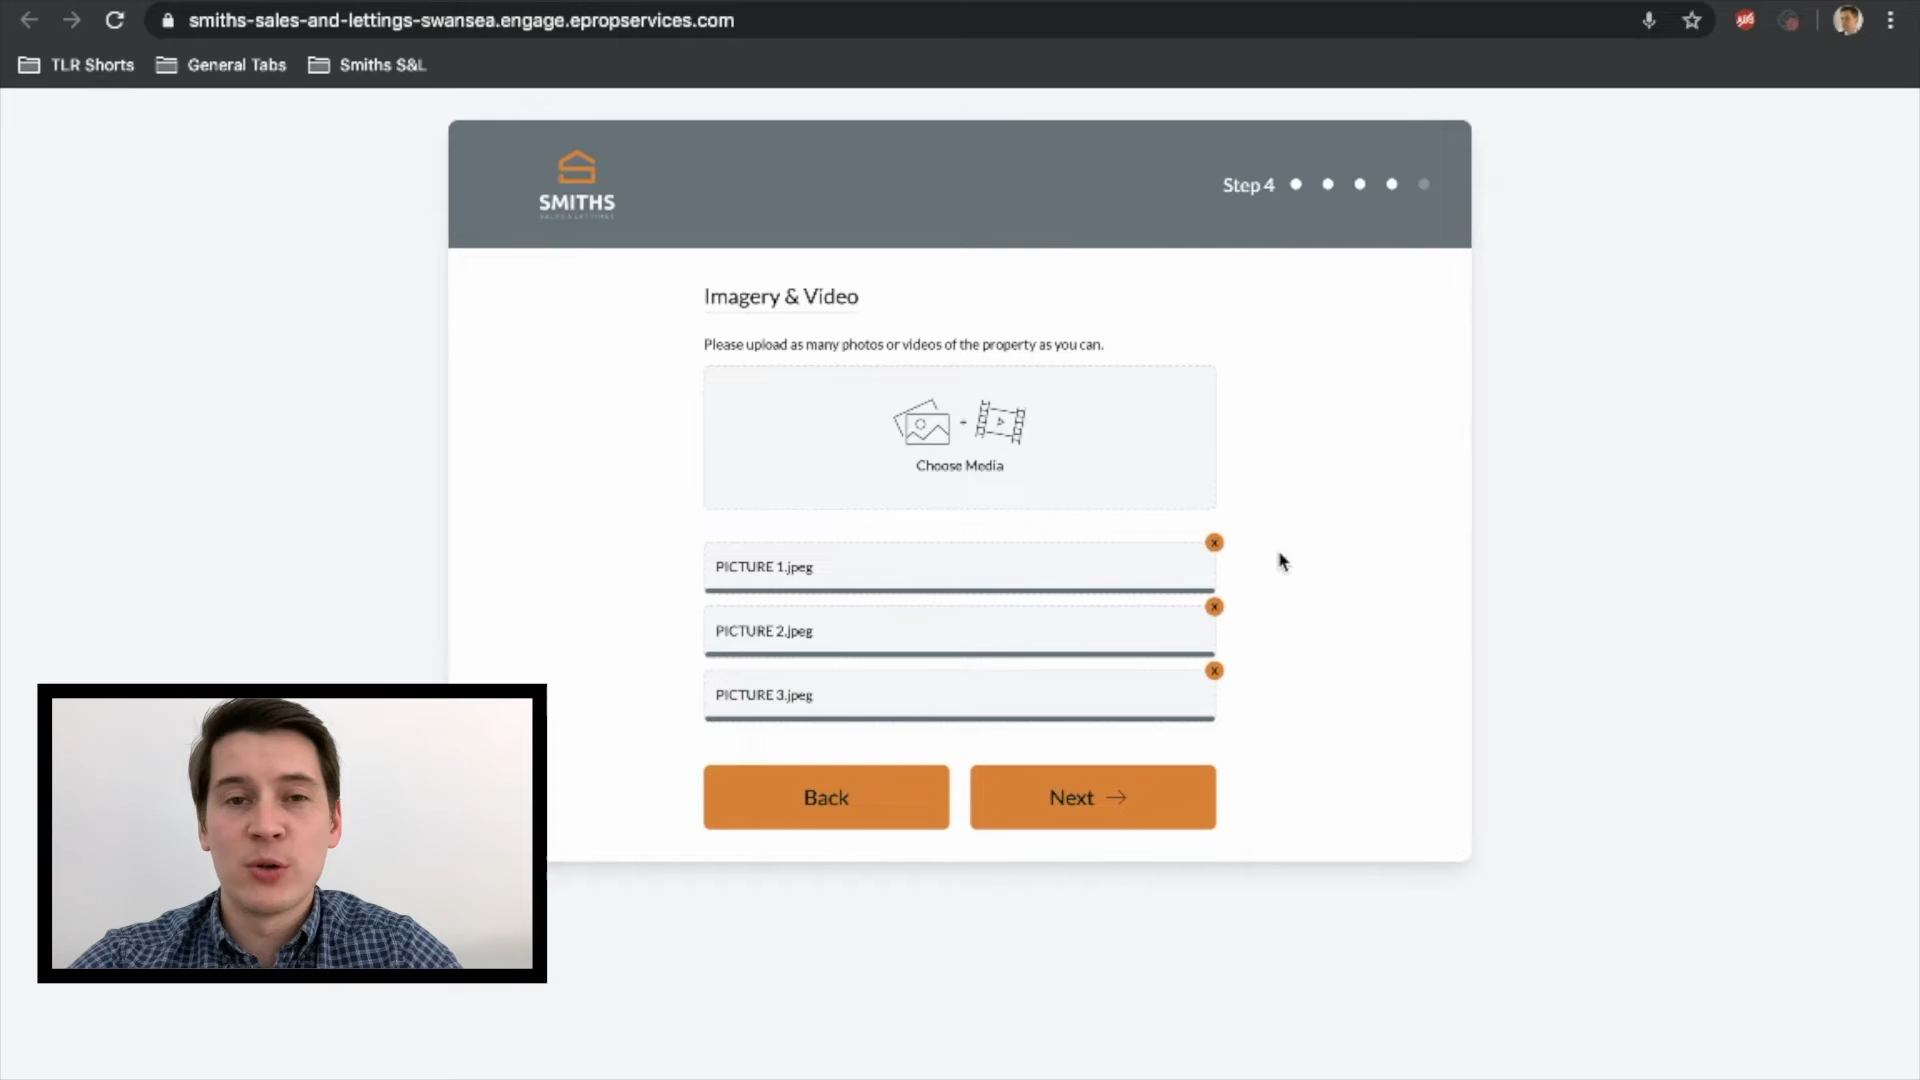 smiths-sales-and-lettings-swansea.engage.epropservices.com
TLR Shorts
General Tabs
Smiths S&L
SMITHS
SALES & LETTINGS
Step 4
Imagery & Video
Please upload as many photos or videos of the property as you can.
Choose Media
PICTURE 1.jpeg
x
PICTURE 2.jpeg
x
PICTURE 3.jpeg
x
Back
Next